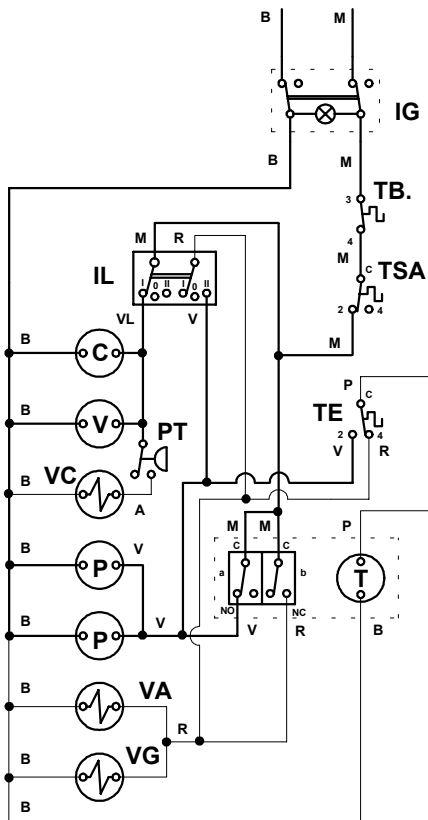 B M
IG
B M
TB.
3
4
M
TSA
C
2 4
M
M R
IL
I 0 II I 0 II
VL V
B C
B V
PT
VC
B A
P
TE C
2 4
V R
M M
P
C C
a b
NO NC
V R
T
B
B P V
B P V
B VA
R
B VG
B